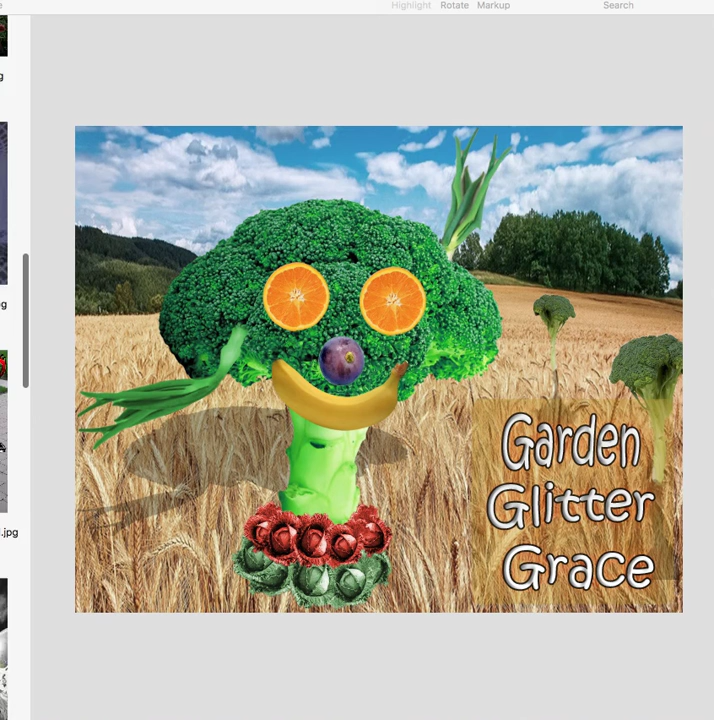 Highlight Rotate Markup Search
g
g
.jpg
Garden
Glitter
Grace